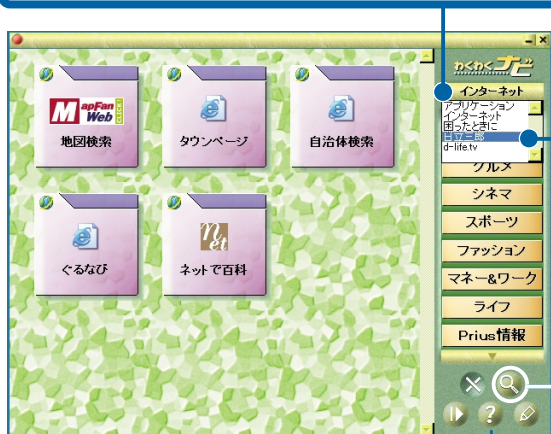 わくわくナビ
インターネット
アプリケーション
インターネット
困ったときに
日立三郎
d-life.tv
グルメ
シネマ
スポーツ
ファッション
マネー&ワーク
ライフ
Prius情報
MapFan
Web
CLICK!
地図検索
タウンページ
自治体検索
ぐるなび
Net
ネットで百科
?